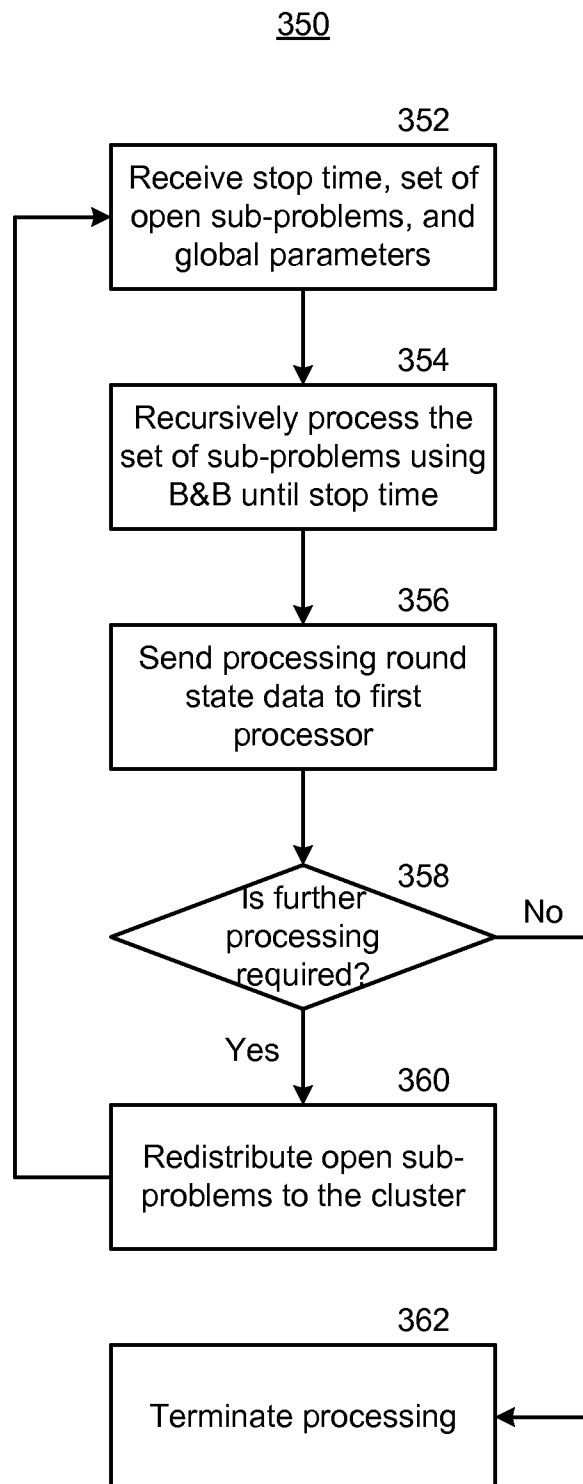 350
352
Receive stop time, set of
open sub-problems, and
global parameters
354
Recursively process the
set of sub-problems using
B&B until stop time
356
Send processing round
state data to first
processor
358
Is further
processing
required?
No
Yes
360
Redistribute open sub-
problems to the cluster
362
Terminate processing